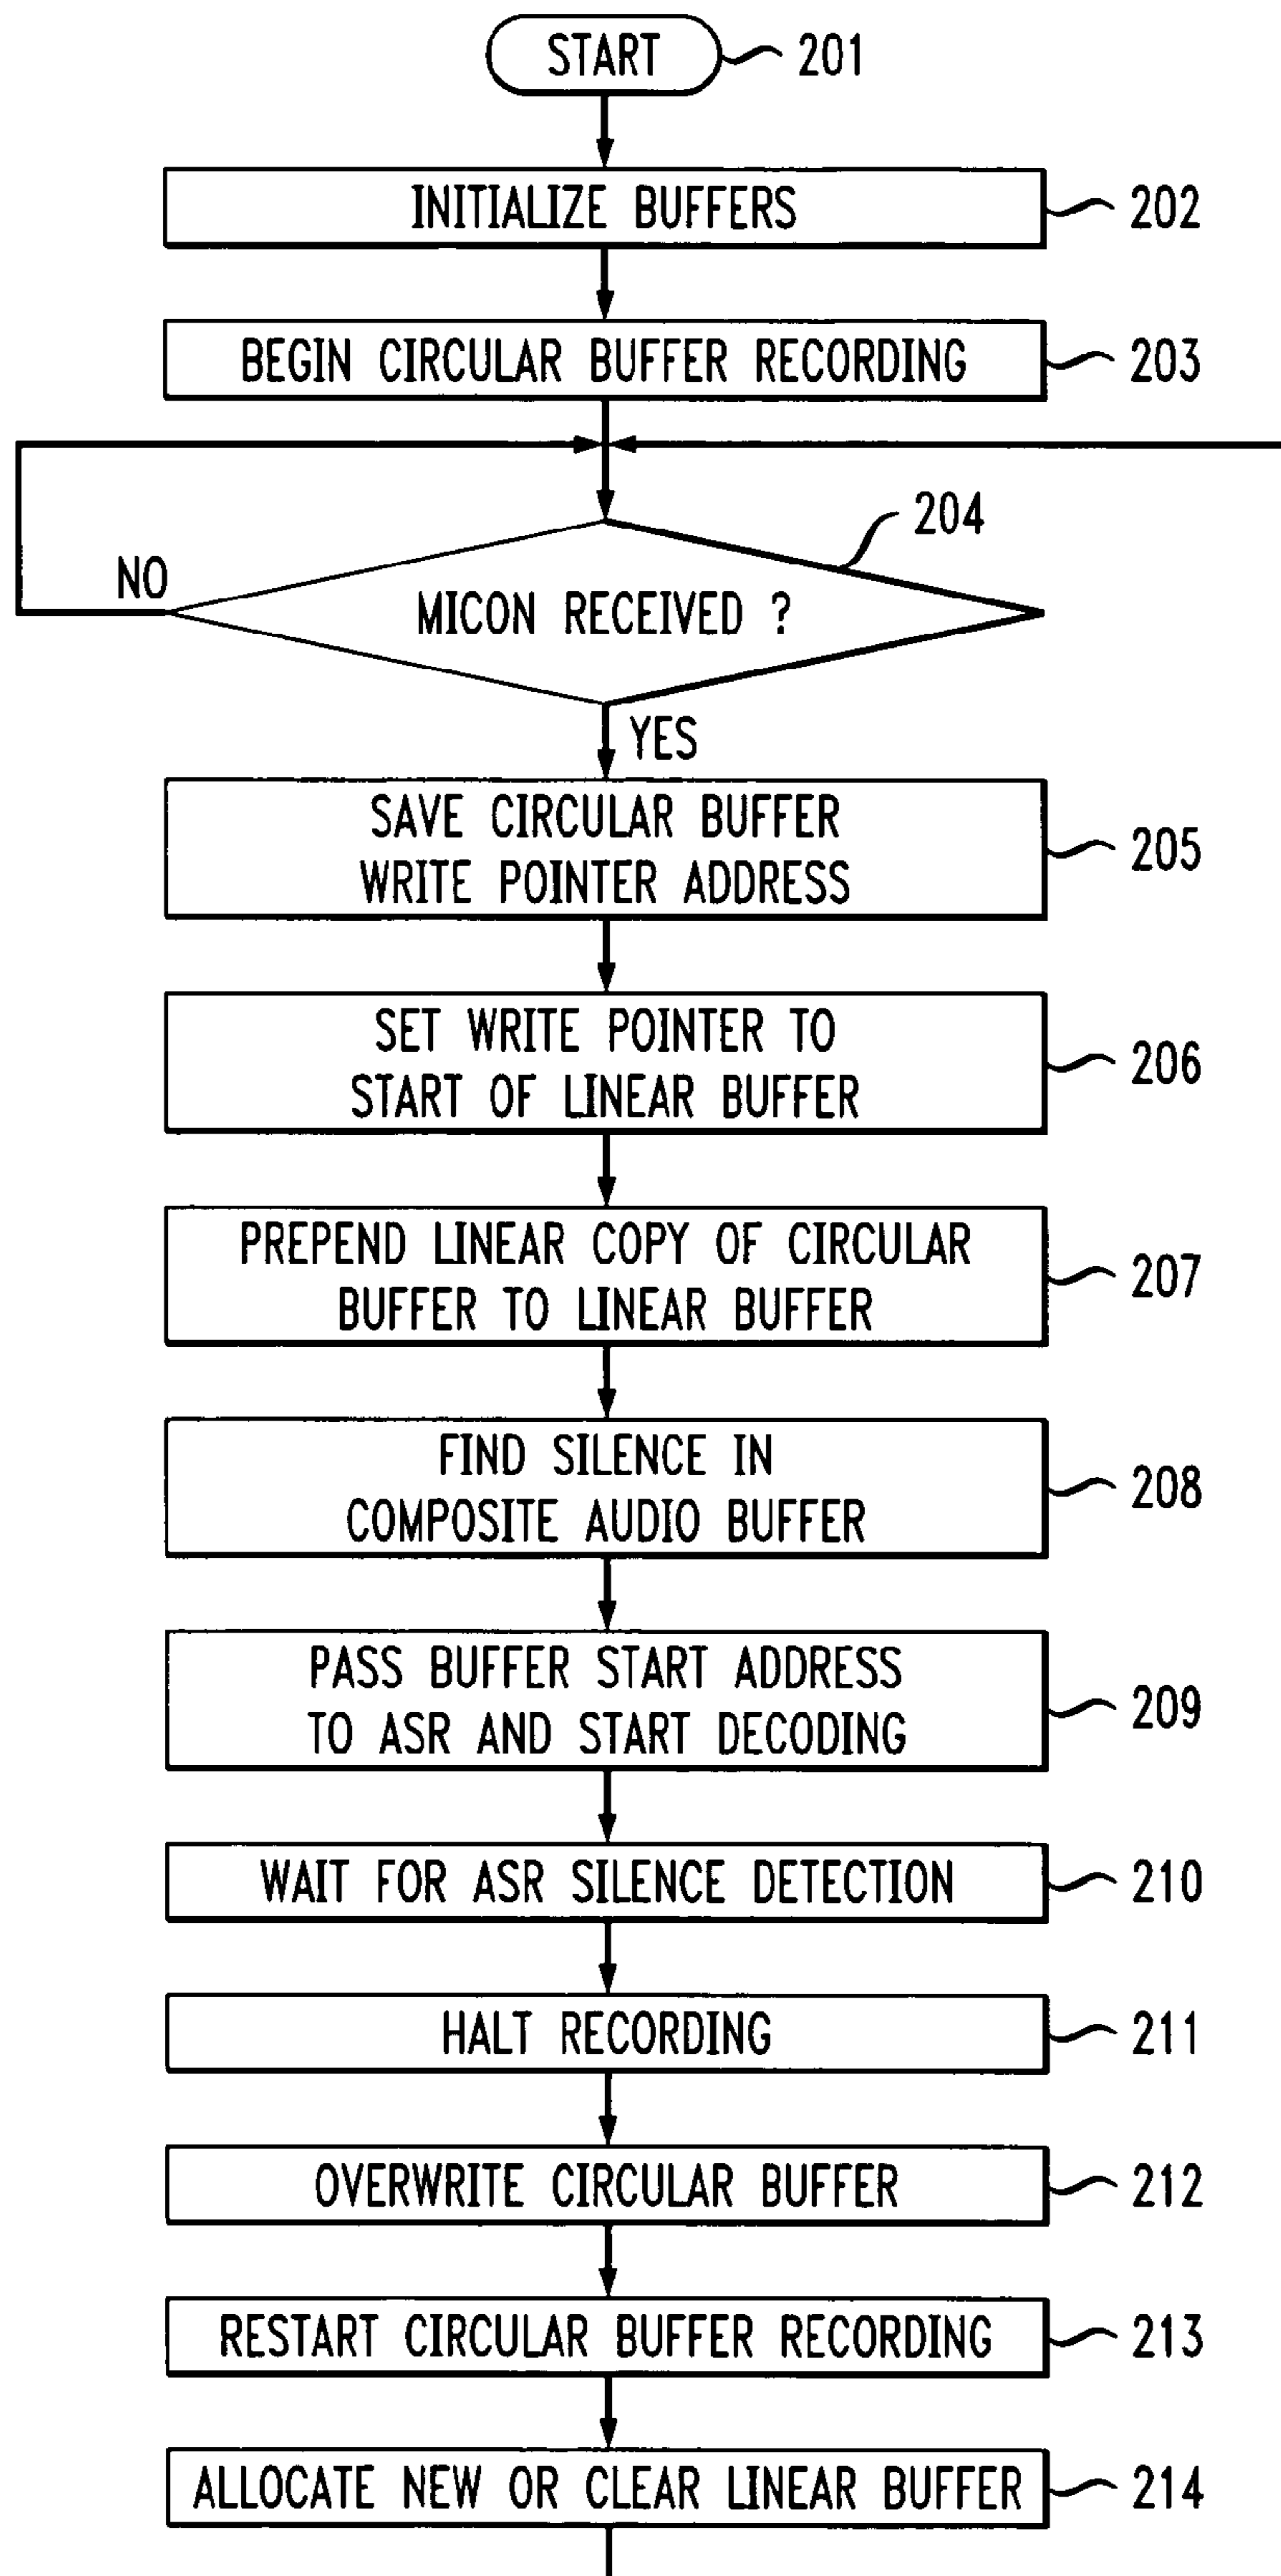 START 201
INITIALIZE BUFFERS 202
BEGIN CIRCULAR BUFFER RECORDING 203
204
NO
MICON RECEIVED ?
YES
SAVE CIRCULAR BUFFER
WRITE POINTER ADDRESS
205
SET WRITE POINTER TO
START OF LINEAR BUFFER
206
PREPEND LINEAR COPY OF CIRCULAR
BUFFER TO LINEAR BUFFER
207
FIND SILENCE IN
COMPOSITE AUDIO BUFFER
208
PASS BUFFER START ADDRESS
TO ASR AND START DECODING
209
WAIT FOR ASR SILENCE DETECTION 210
HALT RECORDING 211
OVERWRITE CIRCULAR BUFFER 212
RESTART CIRCULAR BUFFER RECORDING 213
ALLOCATE NEW OR CLEAR LINEAR BUFFER 214